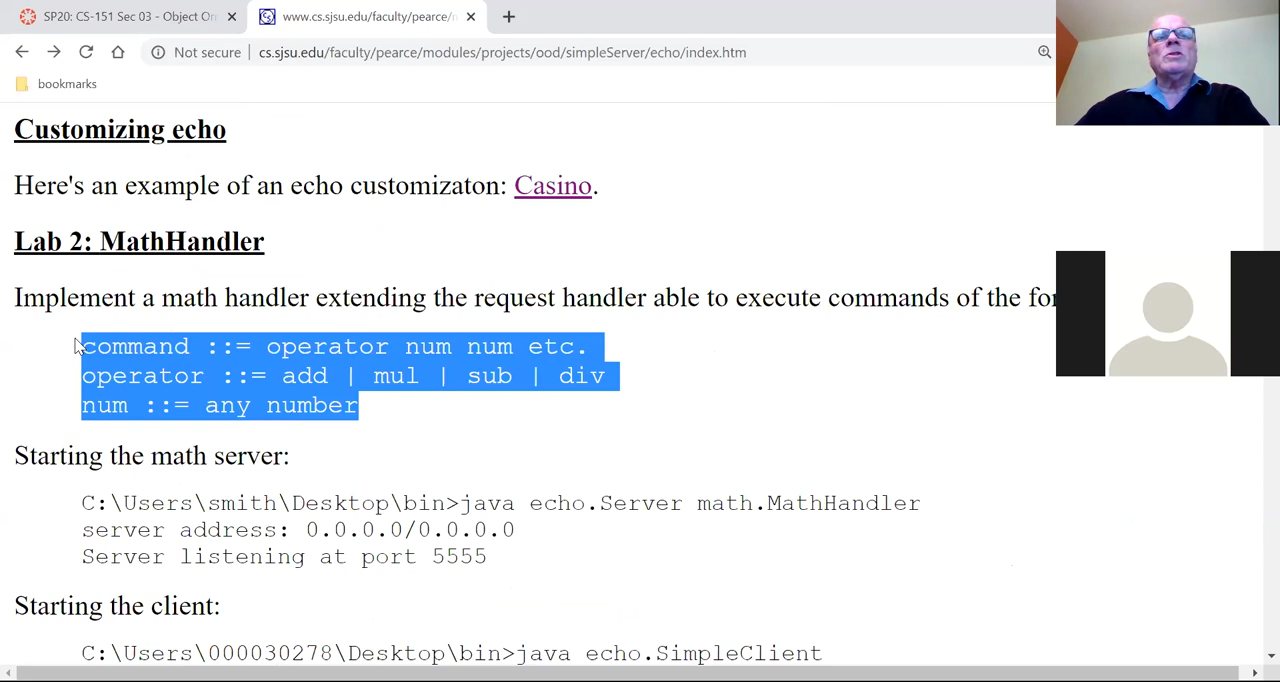 SP20: CS-151 Sec 03 - Object Or
www.cs.sjsu.edu/faculty/pearce/
Not secure
cs.sjsu.edu/faculty/pearce/modules/projects/ood/simpleServer/echo/index.htm
bookmarks
Customizing echo
Here's an example of an echo customizaton: Casino.
Lab 2: MathHandler
Implement a math handler extending the request handler able to execute commands of the for
command ::= operator num num etc.
operator ::= add | mul | sub | div
num ::= any number
Starting the math server:
C:\Users\smith\Desktop\bin>java echo.Server math.MathHandler
server address: 0.0.0.0/0.0.0.0
Server listening at port 5555
Starting the client:
C:\Users\000030278\Desktop\bin>java echo.SimpleClient